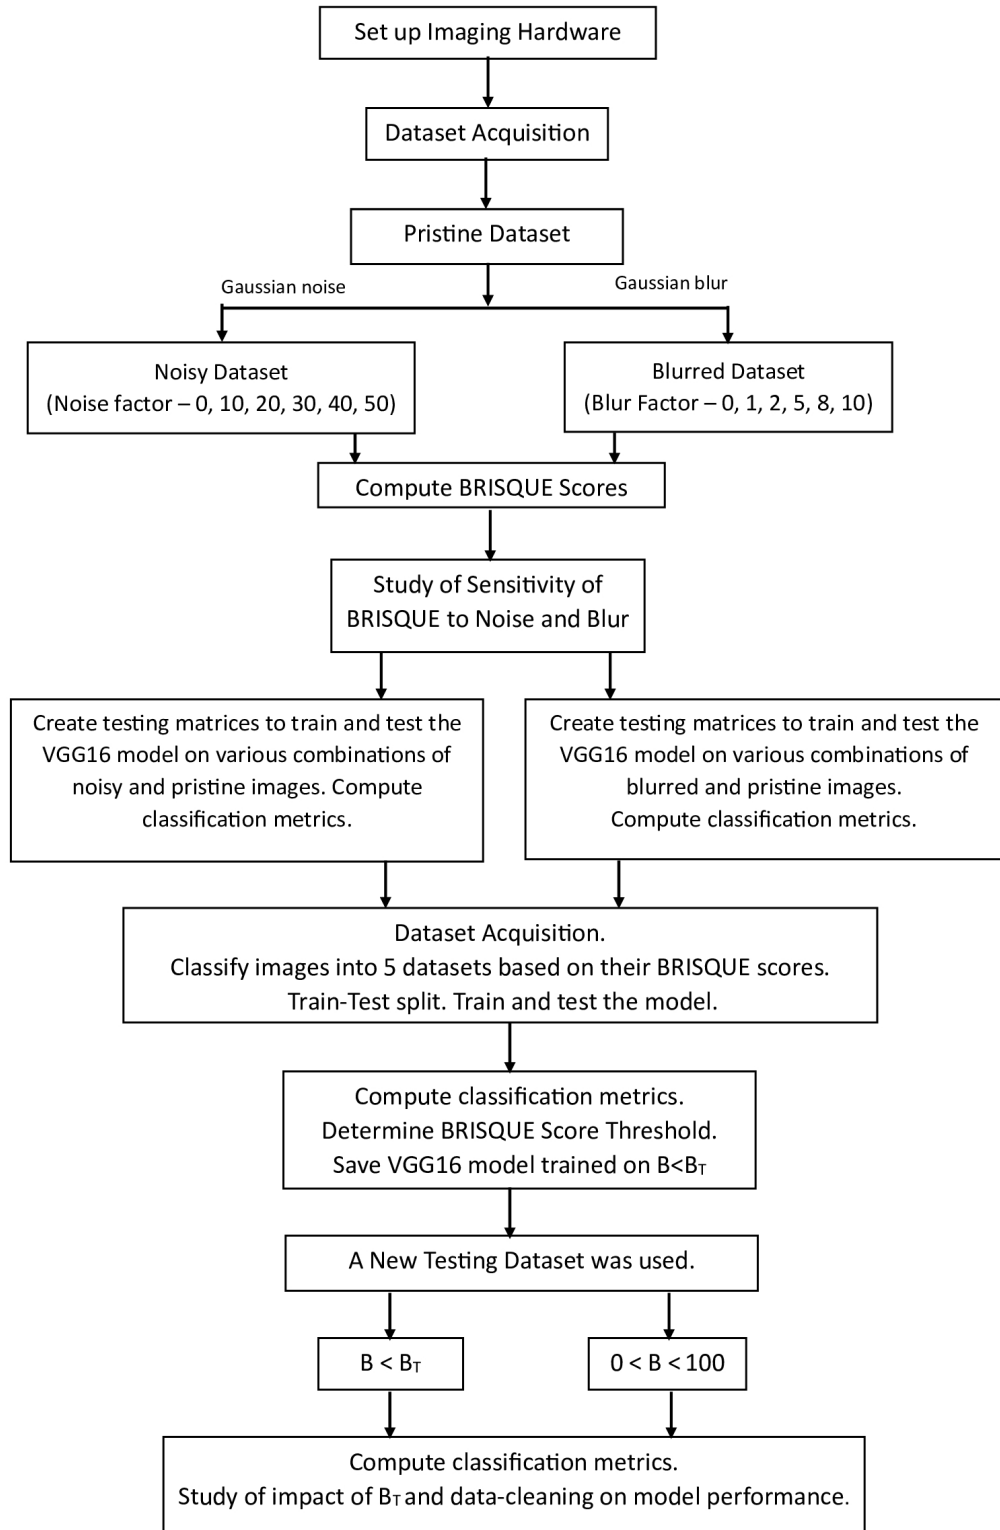 Set up Imaging Hardware
Dataset Acquisition
Pristine Dataset
Gaussian noise
Gaussian blur
Noisy Dataset
(Noise factor – 0, 10, 20, 30, 40, 50)
Blurred Dataset
(Blur Factor – 0, 1, 2, 5, 8, 10)
Compute BRISQUE Scores
Study of Sensitivity of
BRISQUE to Noise and Blur
Create testing matrices to train and test the
VGG16 model on various combinations of
noisy and pristine images. Compute
classification metrics.
Create testing matrices to train and test the
VGG16 model on various combinations of
blurred and pristine images.
Compute classification metrics.
Dataset Acquisition.
Classify images into 5 datasets based on their BRISQUE scores.
Train-Test split. Train and test the model.
Compute classification metrics.
Determine BRISQUE Score Threshold.
Save VGG16 model trained on B<BT
A New Testing Dataset was used.
B < BT
0 < B < 100
Compute classification metrics.
Study of impact of BT and data-cleaning on model performance.